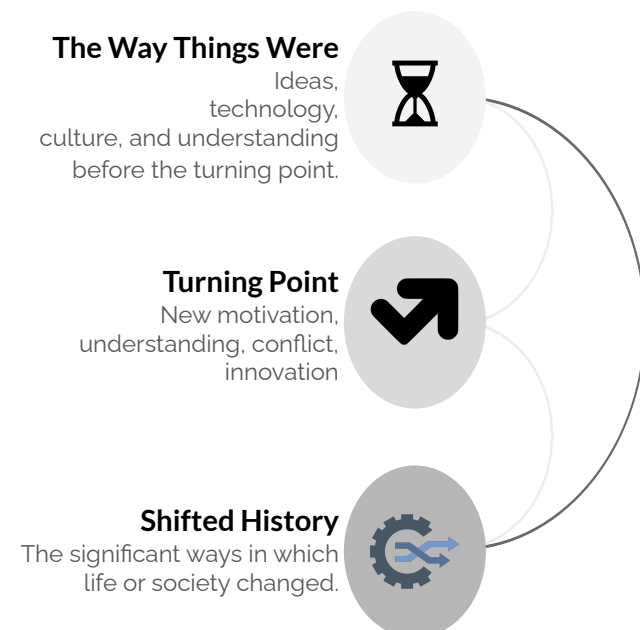 The Way Things Were
Ideas,
technology,
culture, and understanding
before the turning point.
Turning Point
New motivation,
understanding, conflict,
innovation
Shifted History
The significant ways in which
life or society changed.